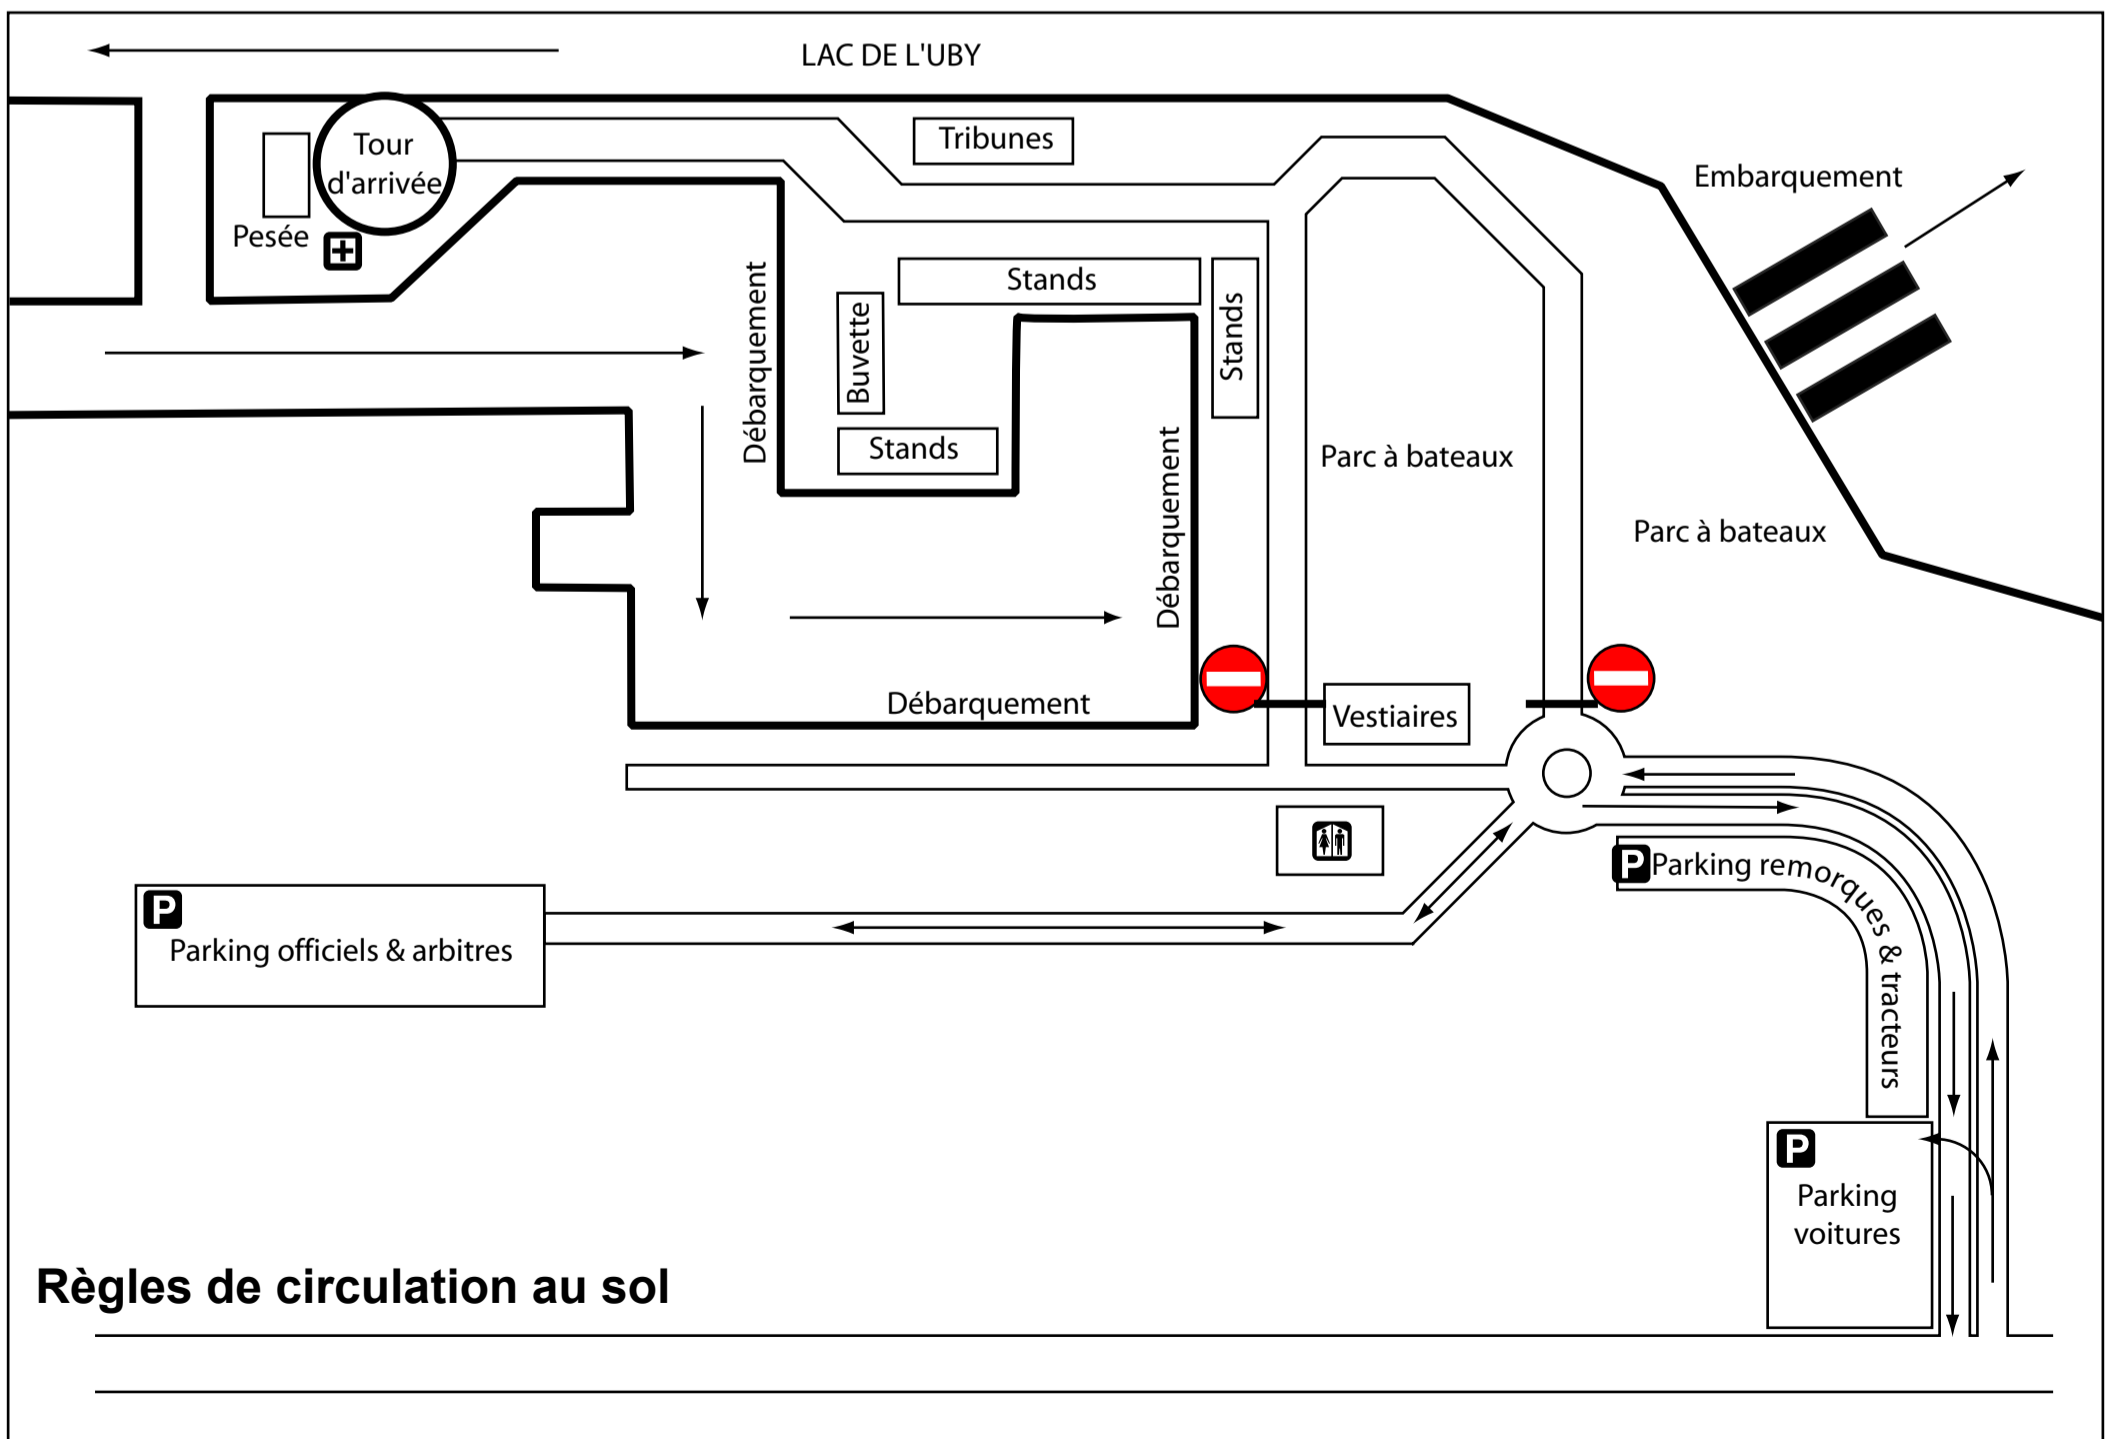 LAC DE L'UBY
Tribunes
Tour
d'arrivée
Pesée
Embarquement
Débarquement
Stands
Buvette
Stands
Stands
Débarquement
Parc à bateaux
Parc à bateaux
Débarquement
Vestiaires
P
Parking remorques & tracteurs
P
Parking officiels & arbitres
P
Parking
voitures
Règles de circulation au sol